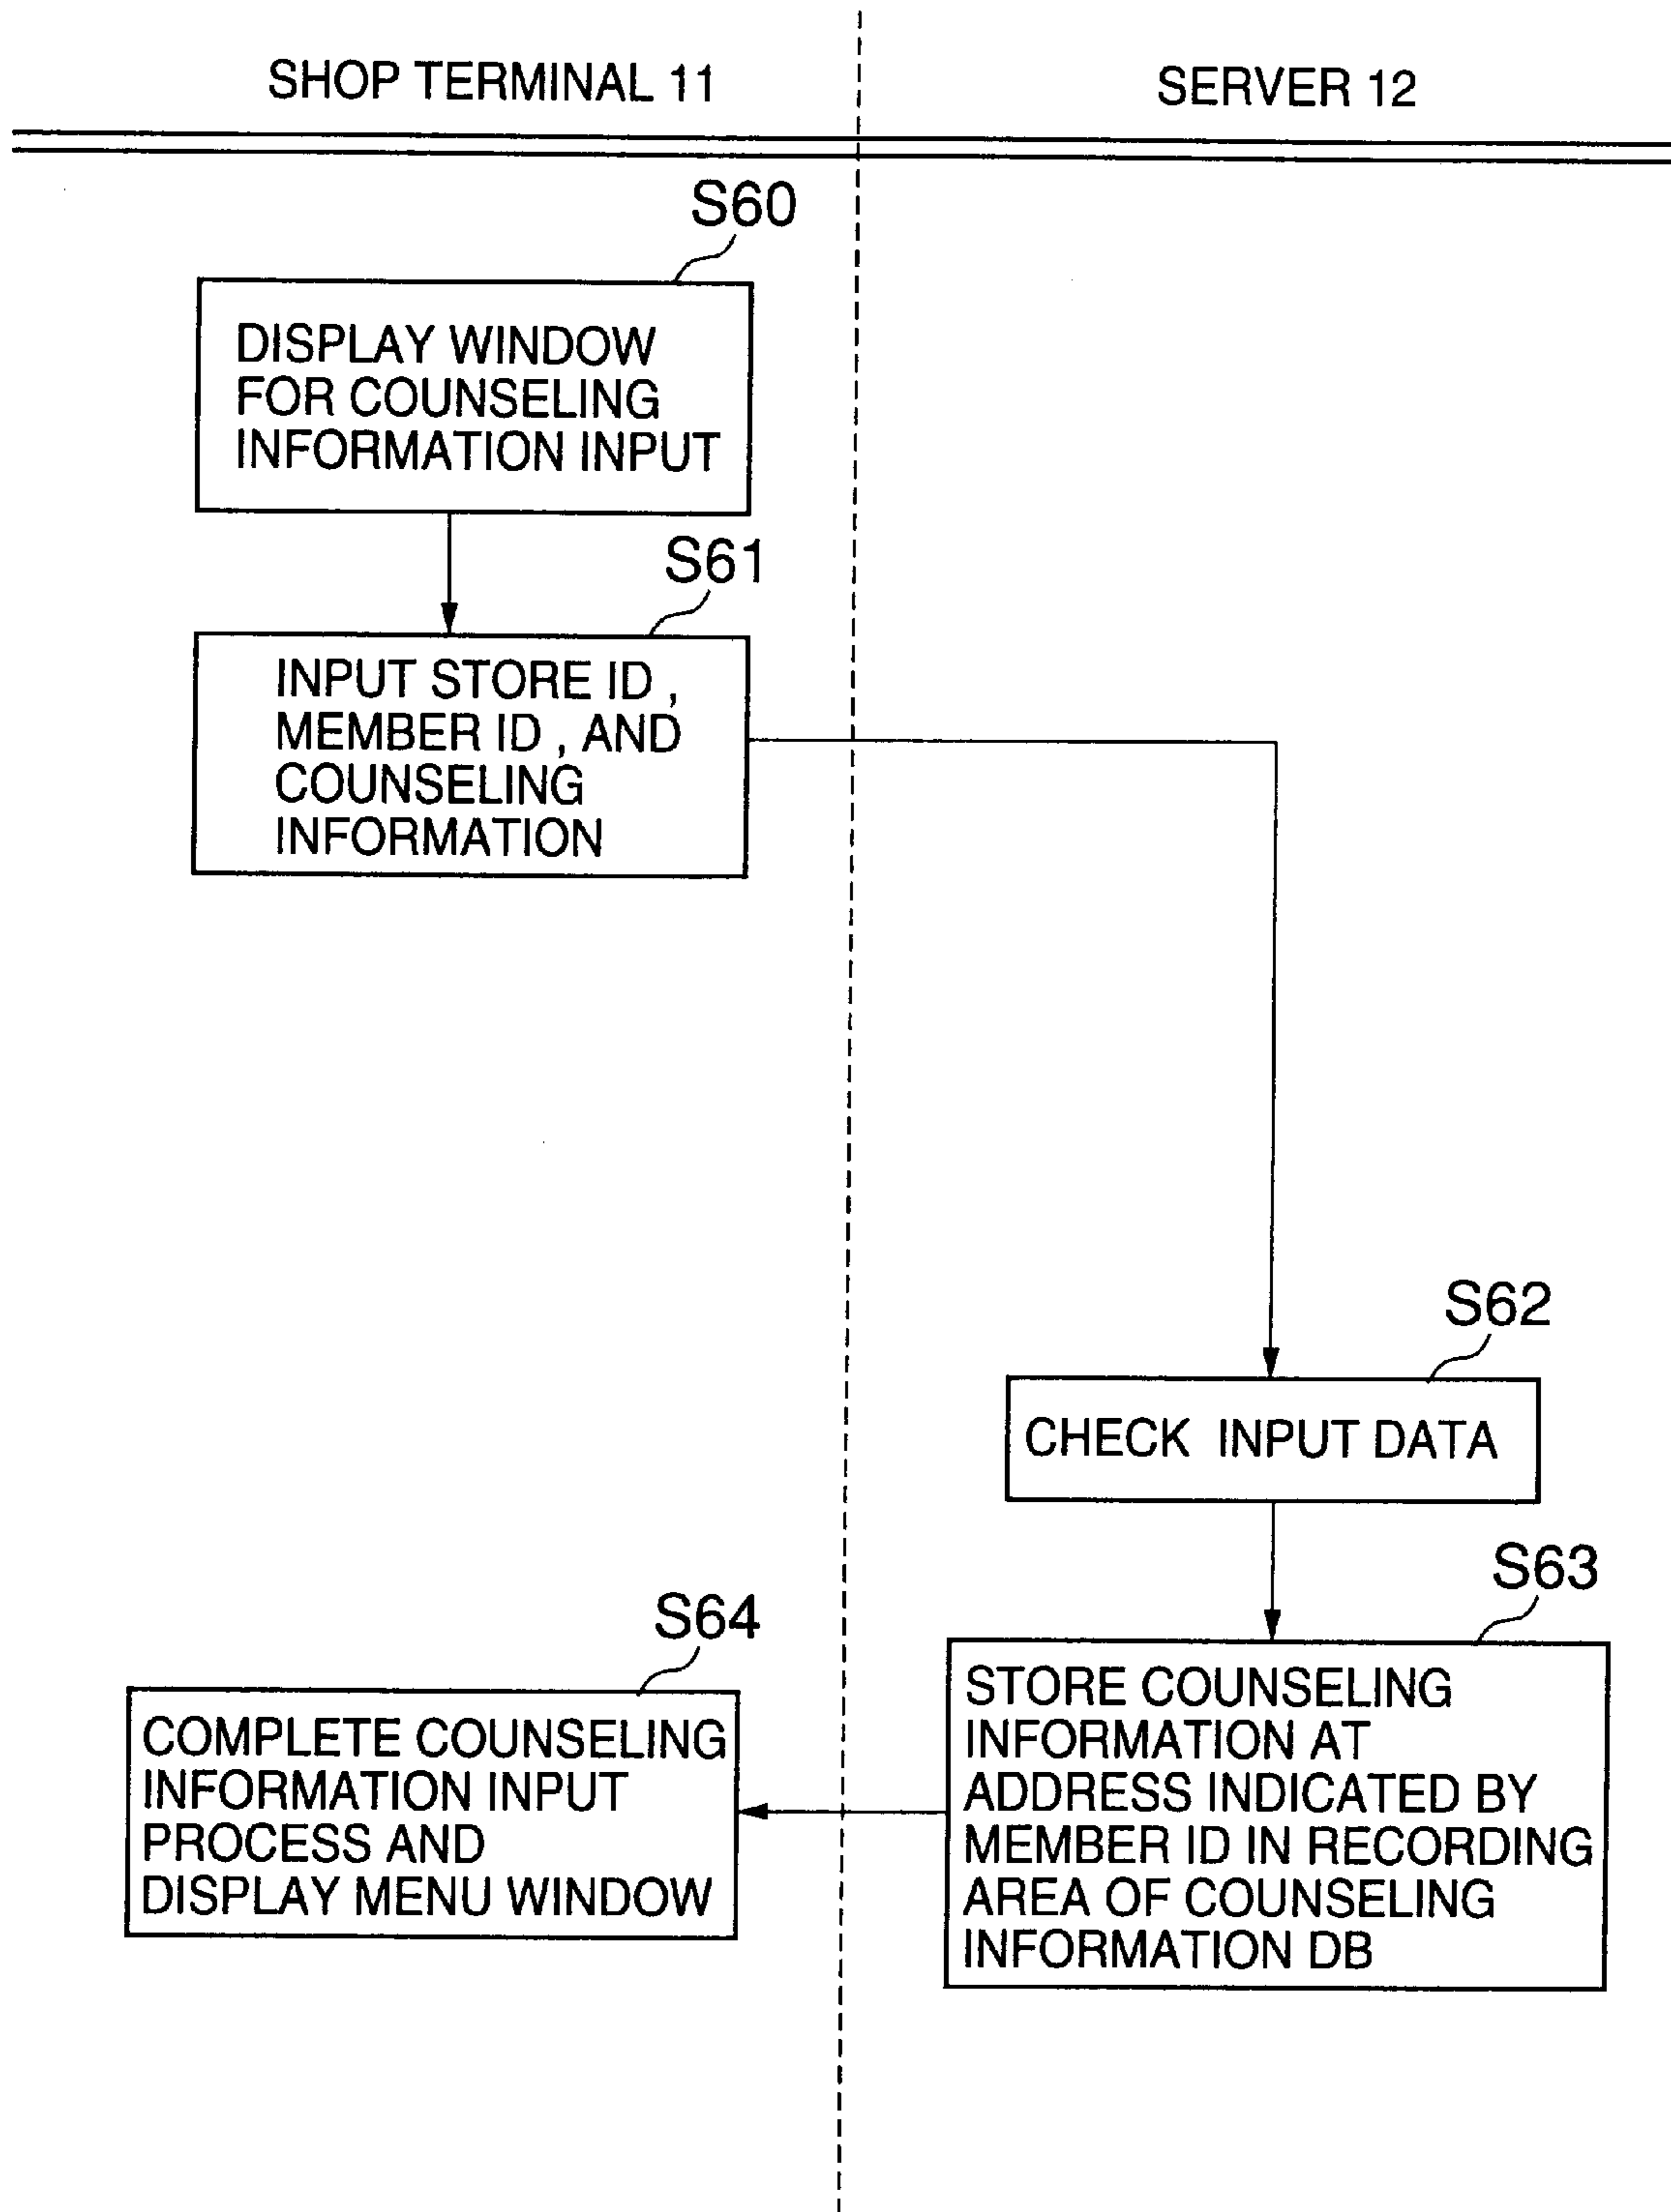 SHOP TERMINAL 11
SERVER 12
S60
DISPLAY WINDOW
FOR COUNSELING
INFORMATION INPUT
S61
INPUT STORE ID ,
MEMBER ID , AND
COUNSELING
INFORMATION
S62
CHECK INPUT DATA
S63
STORE COUNSELING
INFORMATION AT
ADDRESS INDICATED BY
MEMBER ID IN RECORDING
AREA OF COUNSELING
INFORMATION DB
S64
COMPLETE COUNSELING
INFORMATION INPUT
PROCESS AND
DISPLAY MENU WINDOW